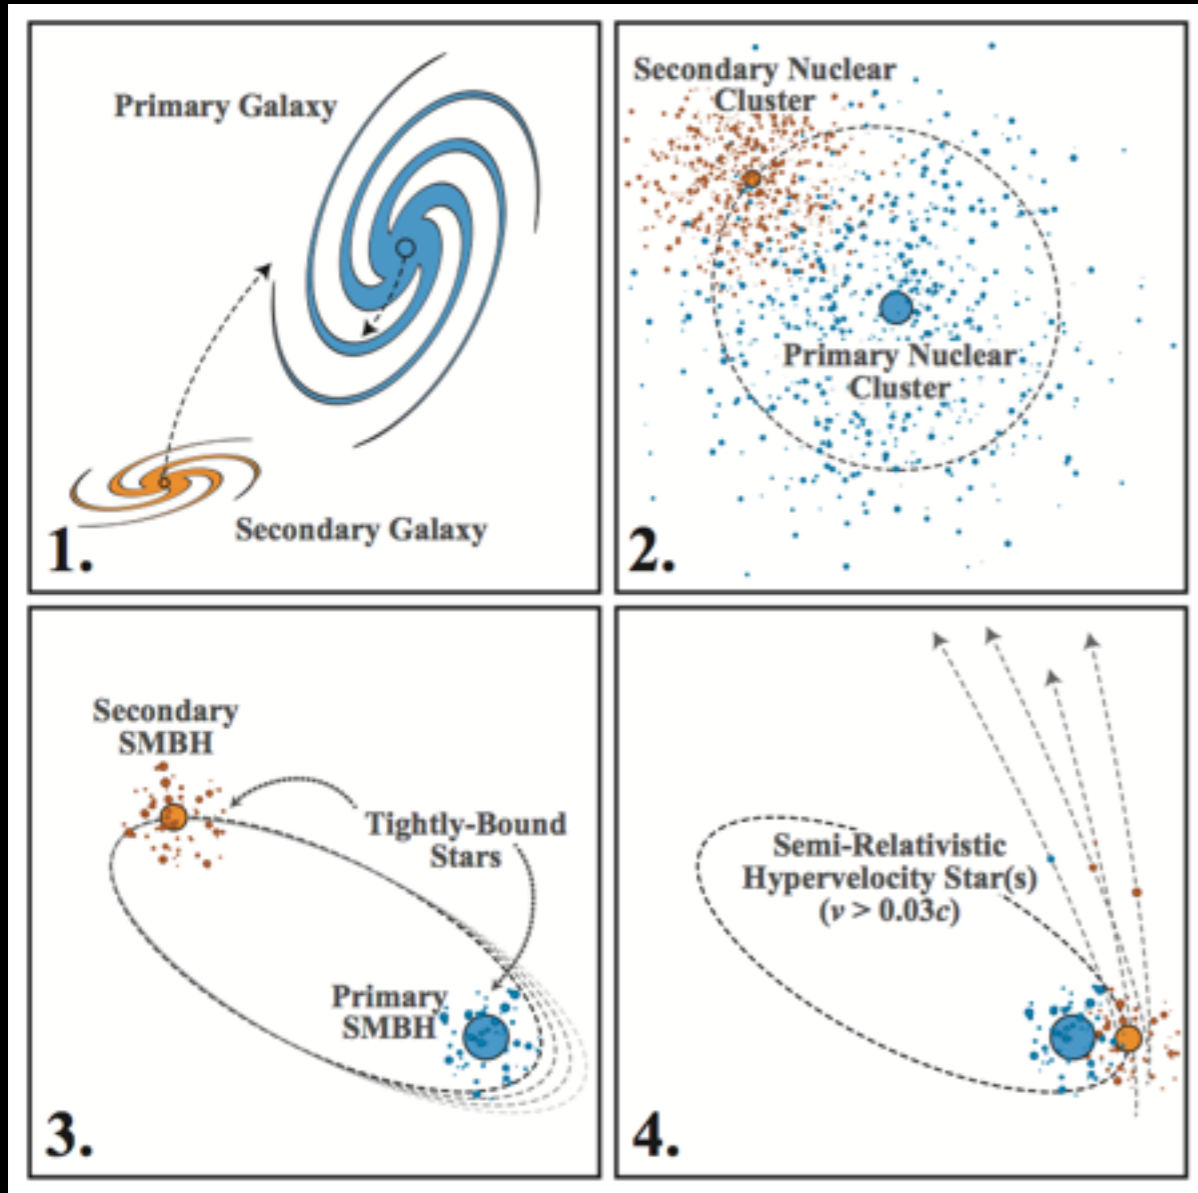 Primary Galaxy
Secondary Galaxy
1.
Secondary Nuclear
Cluster
Primary Nuclear
Cluster
2.
Secondary
SMBH
Tightly-Bound
Stars
Primary
SMBH
3.
Semi-Relativistic
Hypervelocity Star(s)
(v > 0.03c)
4.